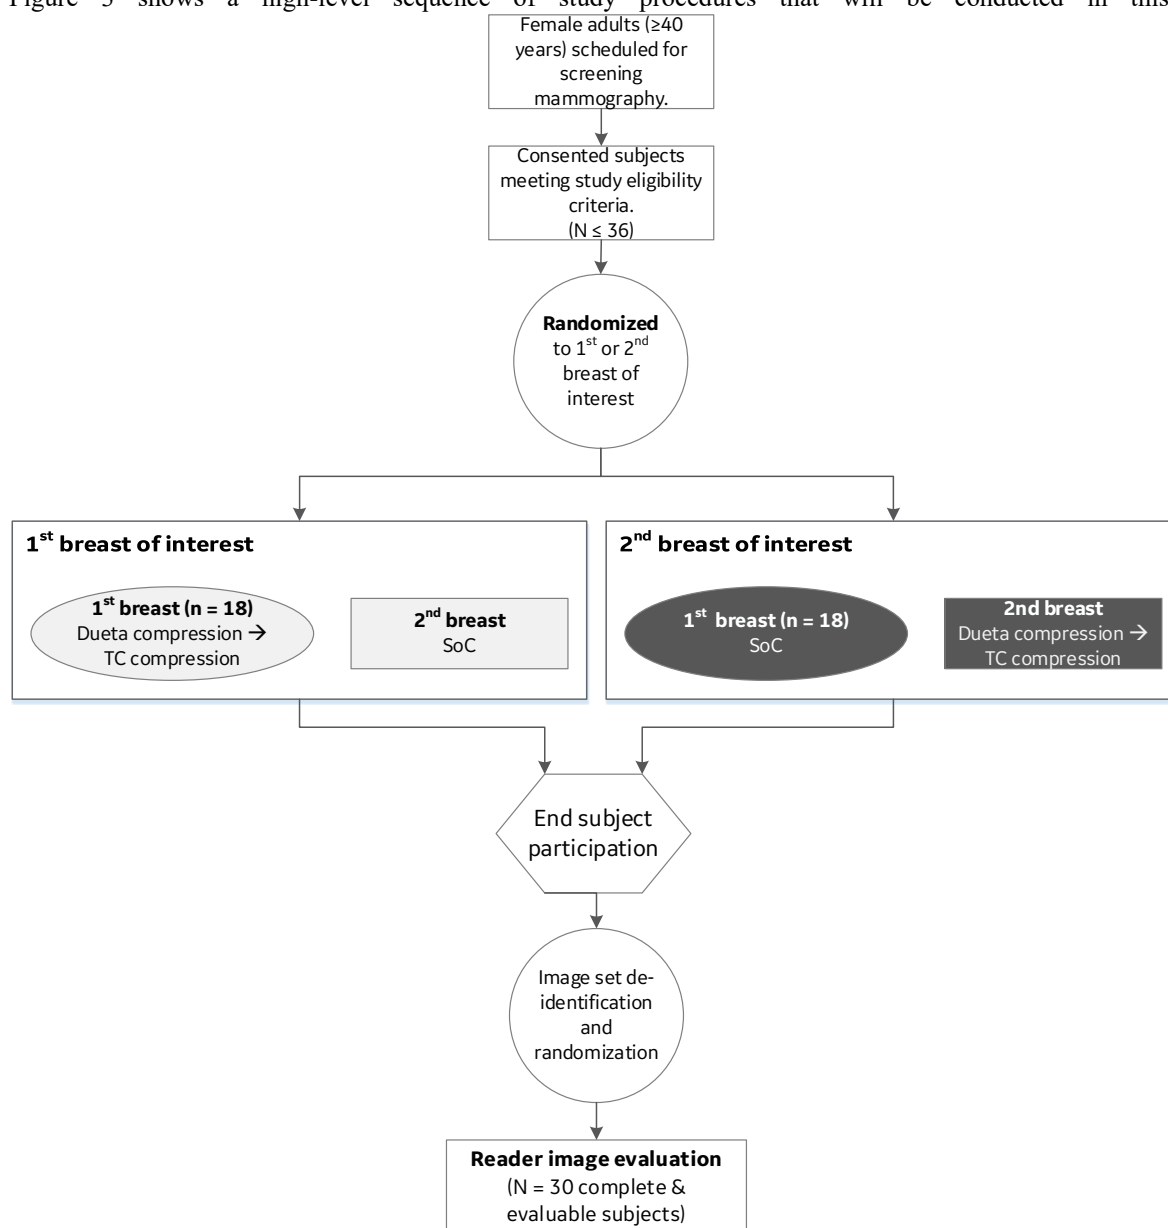 Figure 3 shows a high-level sequence of study procedures that will be conducted in this
Female adults (≥40
years) scheduled for
screening
mammography.
Consented subjects
meeting study eligibility
criteria.
(N ≤ 36)
Randomized
to 1st or 2nd
breast of
interest
1st breast of interest
1st breast (n = 18)
Dueta compression →
TC compression
2nd breast
SoC
2nd breast of interest
1st breast (n = 18)
SoC
2nd breast
Dueta compression →
TC compression
End subject
participation
Image set de-
identification
and
randomization
Reader image evaluation
(N = 30 complete &
evaluable subjects)